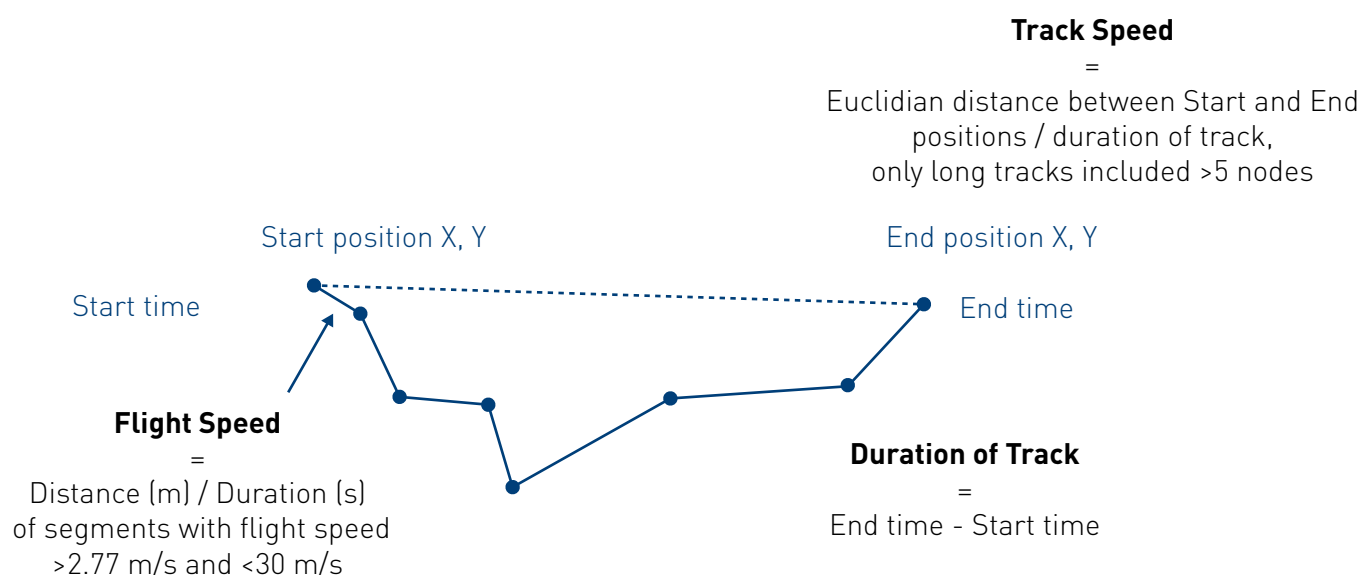 Track Speed
=
Euclidian distance between Start and End
positions / duration of track,
only long tracks included >5 nodes
Start position X, Y
End position X, Y
Start time
End time
Flight Speed
=
Distance (m) / Duration (s)
of segments with flight speed
>2.77 m/s and <30 m/s
Duration of Track
=
End time - Start time